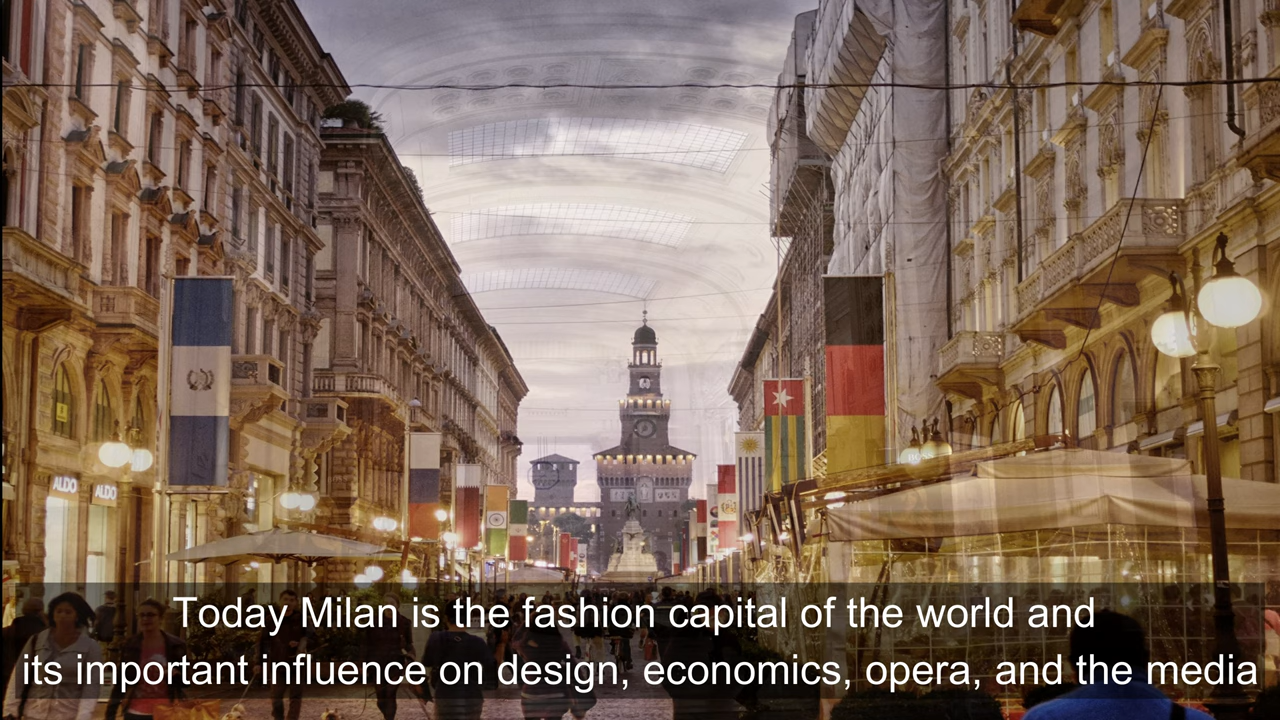 ALDO
ALDO
Today Milan is the fashion capital of the world and
its important influence on design, economics, opera, and the media